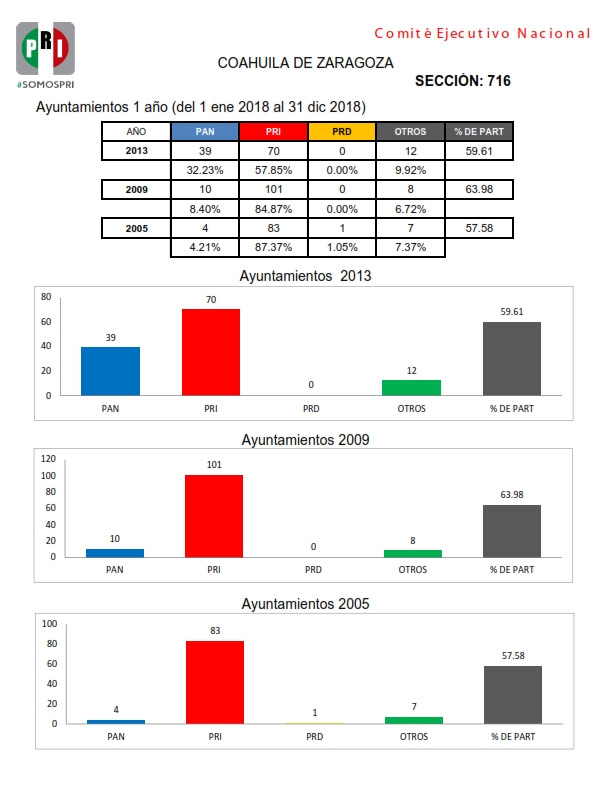 Comité Ejecutivo Nacional
PRI
#SOMOSPRI
COAHUILA DE ZARAGOZA
SECCIÓN: 716
Ayuntamientos 1 año (del 1 ene 2018 al 31 dic 2018)
AÑO PAN PRI PRD OTROS % DE PART
2013 39 70 0 12 59.61
32.23% 57.85% 0.00% 9.92%
2009 10 101 0 8 63.98
8.40% 84.87% 0.00% 6.72%
2005 4 83 1 7 57.58
4.21% 87.37% 1.05% 7.37%
Ayuntamientos 2013
80
60
40
20
0
39
70
0
12
59.61
PAN PRI PRD OTROS % DE PART
Ayuntamientos 2009
120
100
80
60
40
20
0
10
101
0
8
63.98
PAN PRI PRD OTROS % DE PART
Ayuntamientos 2005
100
80
60
40
20
0
4
83
1
7
57.58
PAN PRI PRD OTROS % DE PART